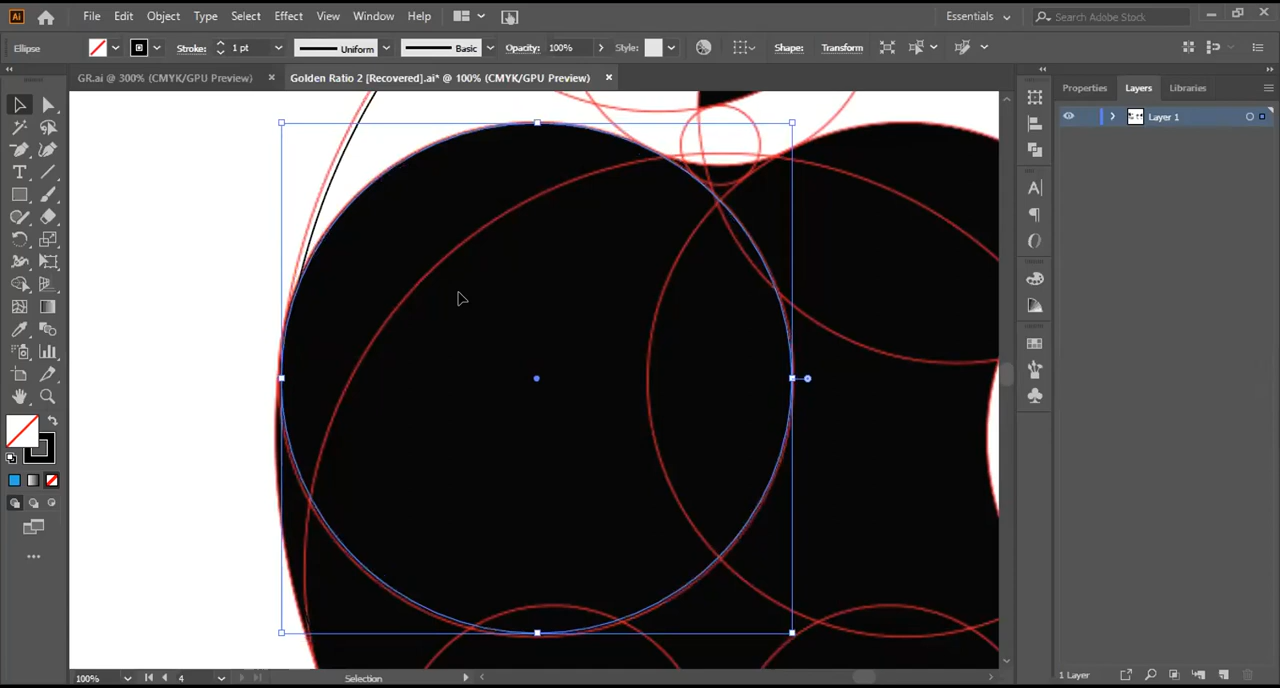 Ai File Edit Object Type Select Effect View Window Help Essentials Search Adobe Stock
Ellipse Stroke: 1 pt Uniform Basic Opacity: 100% Style: Shape: Transform
GR.ai @ 300% (CMYK/GPU Preview) Golden Ratio 2 [Recovered].ai* @ 100% (CMYK/GPU Preview)
Properties Layers Libraries
Layer 1
1 Layer
100% 4 Selection